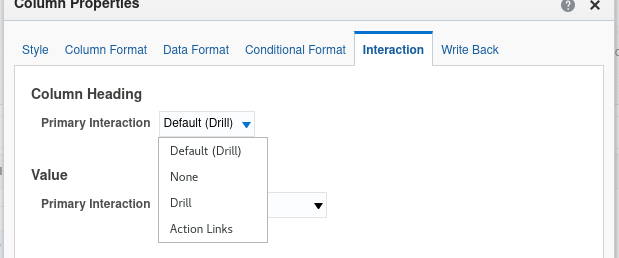 Column Properties
Style Column Format Data Format Conditional Format Interaction Write Back
Column Heading
Primary Interaction Default (Drill)
Default (Drill)
None
Value
Primary Interaction Drill
Action Links